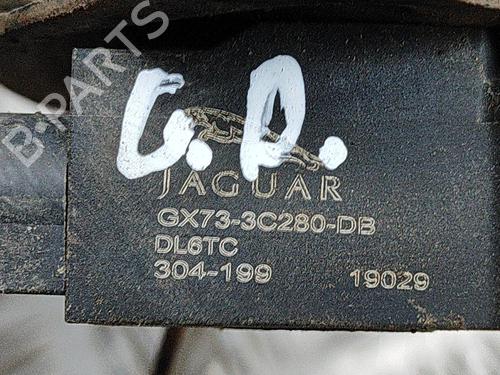 B-PARTS
C.D.
JAGUAR
GX73-3C280-DB
DL6TC
304-199 19029